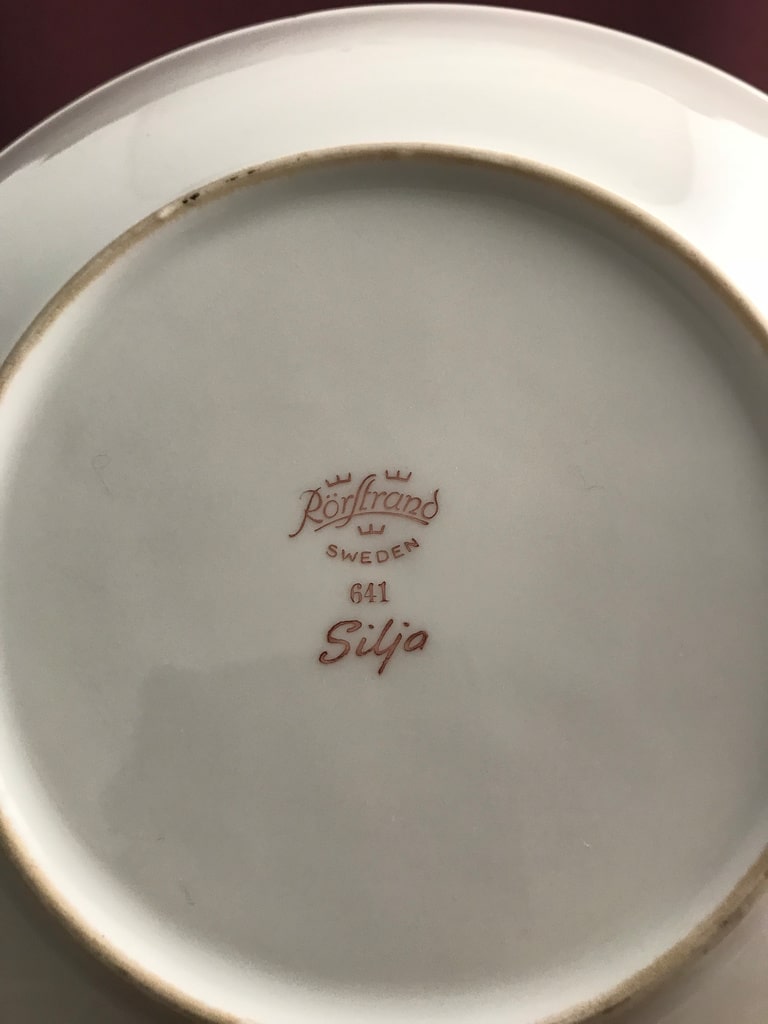 Rörstrand
SWEDEN
641
Silja